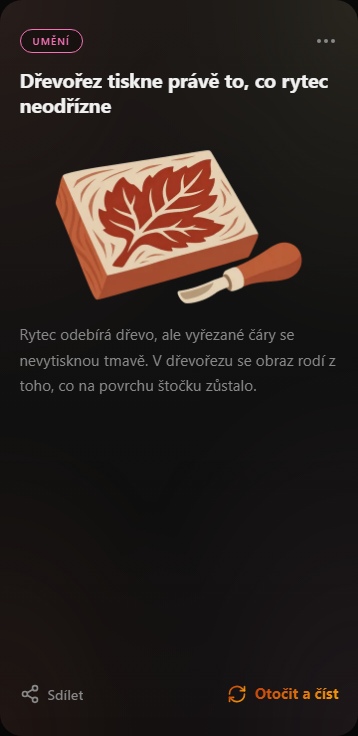 UMĚNÍ
Dřevořez tiskne právě to, co rytec
neodřízne
Rytec odebírá dřevo, ale vyřezané čáry se
nevytisknou tmavě. V dřevořezu se obraz rodí z
toho, co na povrchu štočku zůstalo.
Sdílet
Otočit a číst